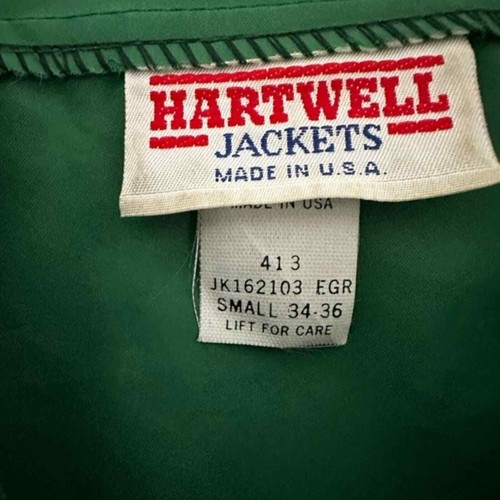 HARTWELL
JACKETS
MADE IN U.S.A.
MADE IN USA
413
JK162103 EGR
SMALL 34-36
LIFT FOR CARE